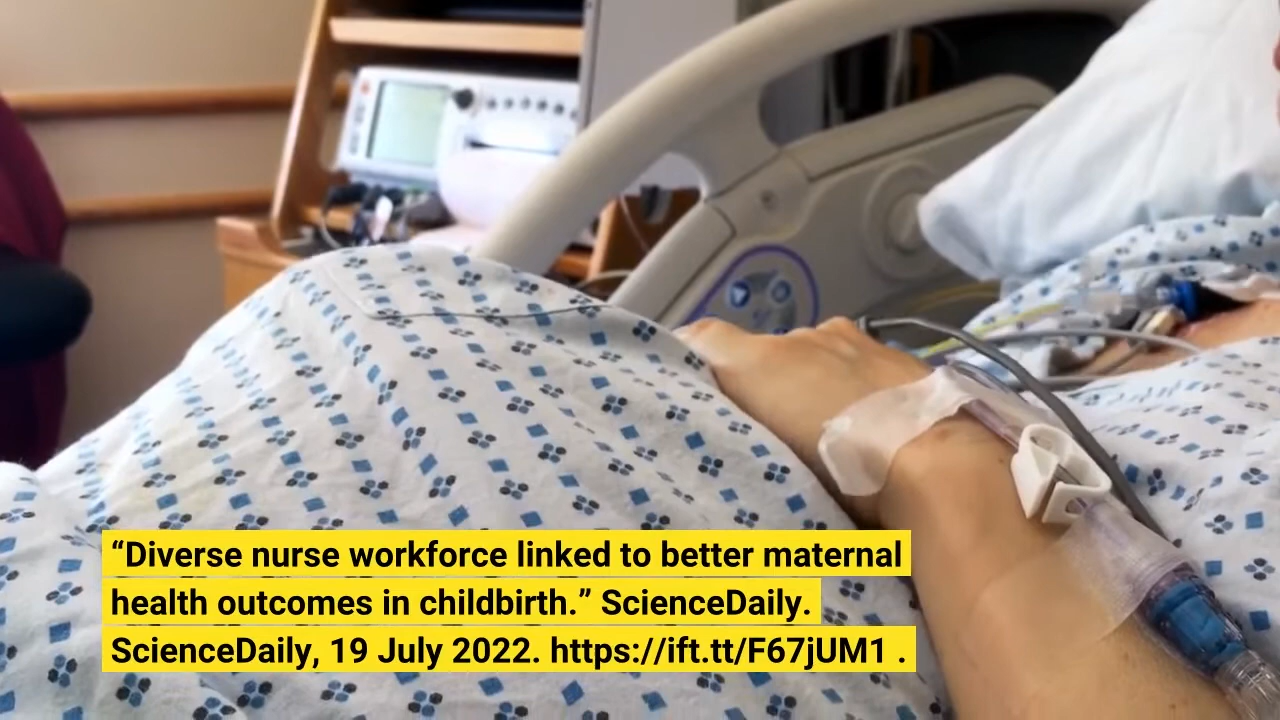 “Diverse nurse workforce linked to better maternal
health outcomes in childbirth.” ScienceDaily.
ScienceDaily, 19 July 2022. https://ift.tt/F67jUM1 .